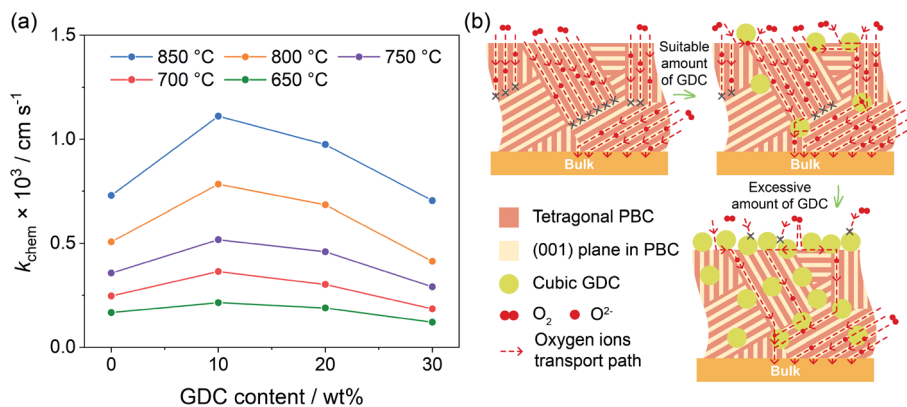 (a)
1.5
1.0
0.5
0.0
k_chem × 10³ / cm s⁻¹
850 °C 800 °C 750 °C
700 °C 650 °C
0 10 20 30
GDC content / wt%
(b)
Suitable
amount
of GDC
Bulk
Bulk
Excessive
amount of GDC
Tetragonal PBC
(001) plane in PBC
Cubic GDC
O₂ O²⁻
Oxygen ions
transport path
Bulk